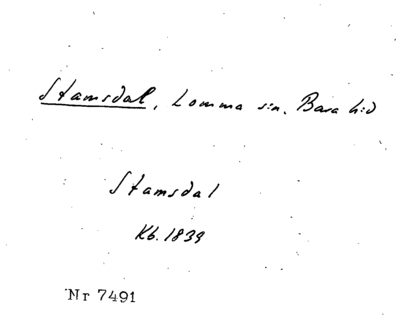 Stamsdal, Lomma sn. Bara hd
Stamsdal
Kb. 1839
Nr 7491